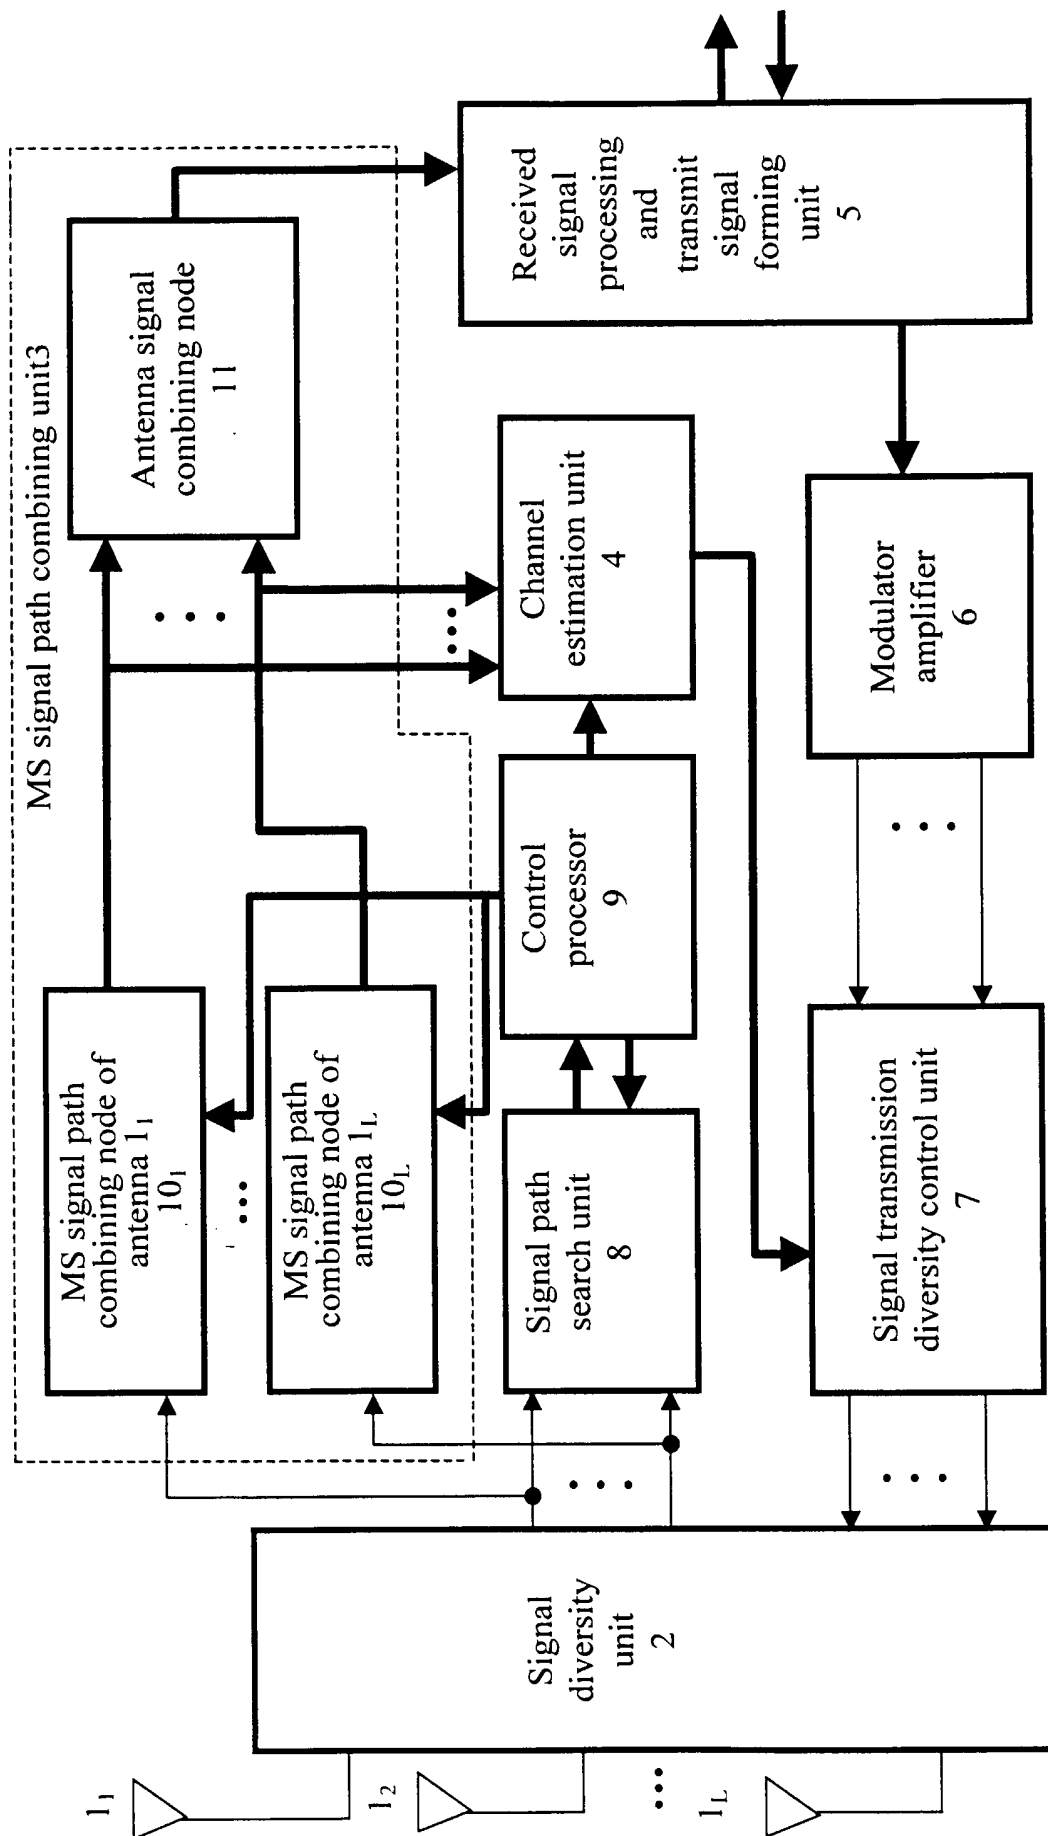 MS signal path combining unit3
MS signal path
combining node of
antenna 1₁
10₁
...
MS signal path
combining node of
antenna 1L
10L
Antenna signal
combining node
11
. . .
...
Signal path
search unit
8
Control
processor
9
Channel
estimation unit
4
Received
signal
processing
and
transmit
signal
forming
unit
5
Signal
diversity
unit
2
. . .
Signal transmission
diversity control unit
7
. . .
Modulator
amplifier
6
. . .
1₁
1₂
...
1L